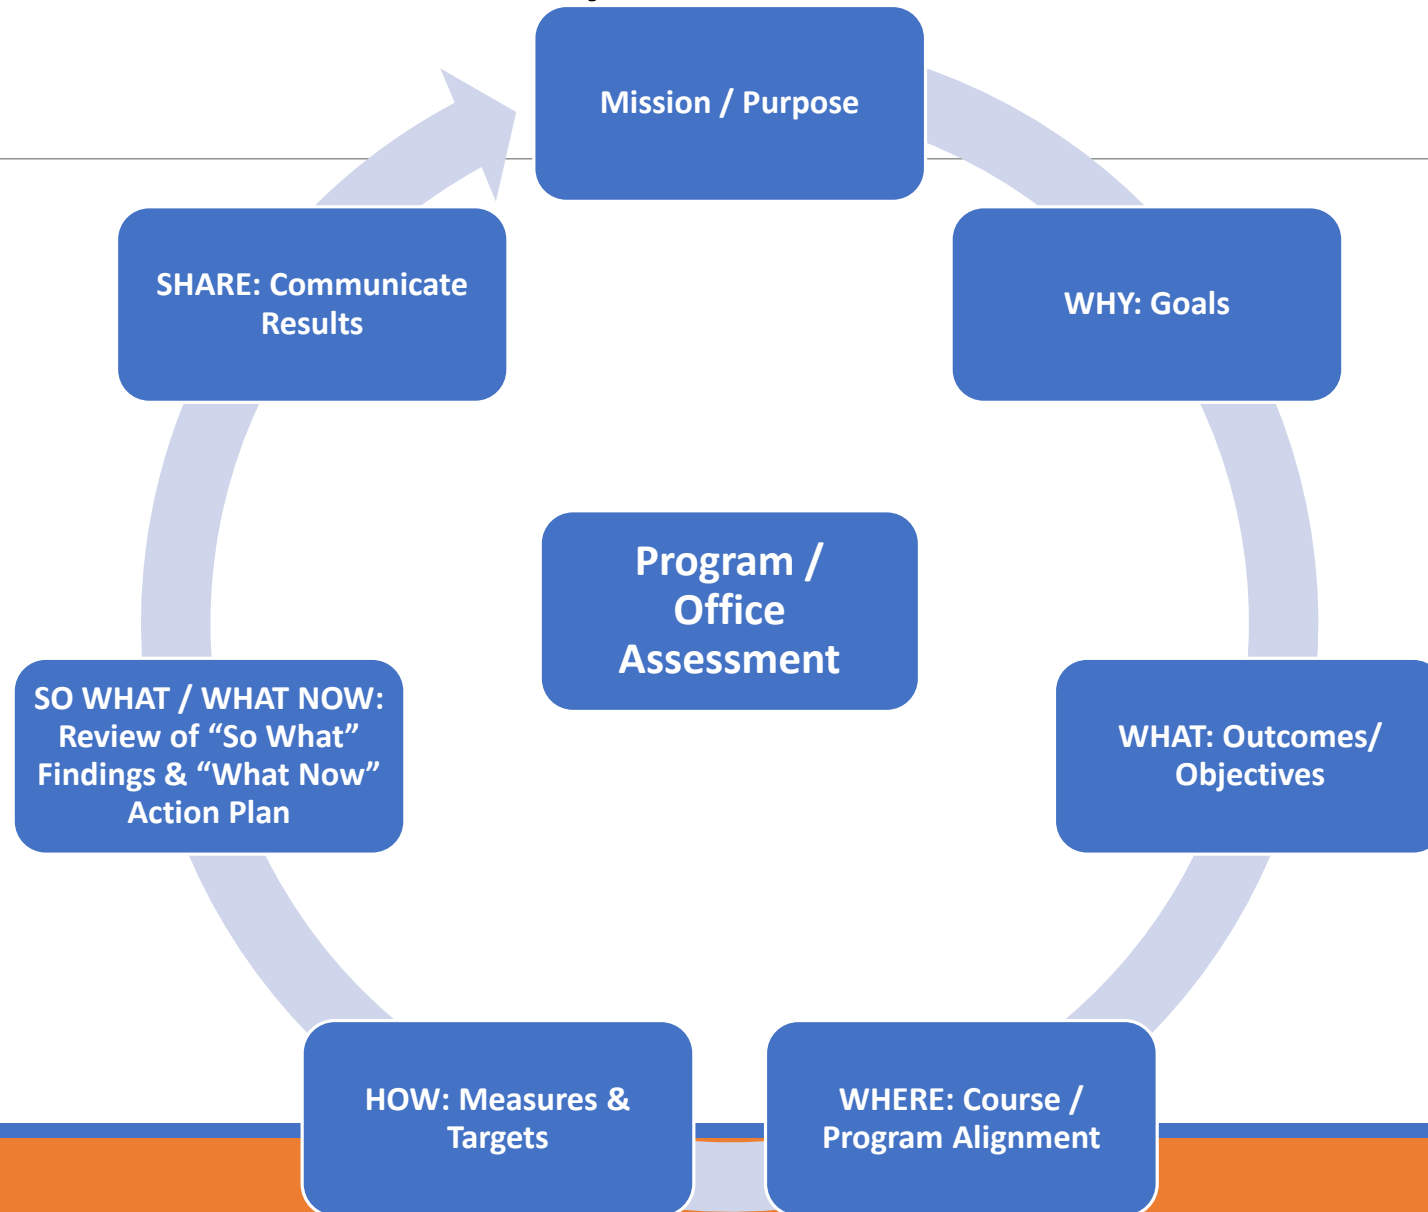 Mission / Purpose
WHY: Goals
WHAT: Outcomes/
Objectives
WHERE: Course /
Program Alignment
HOW: Measures &
Targets
SO WHAT / WHAT NOW:
Review of “So What”
Findings & “What Now”
Action Plan
SHARE: Communicate
Results
Program /
Office
Assessment